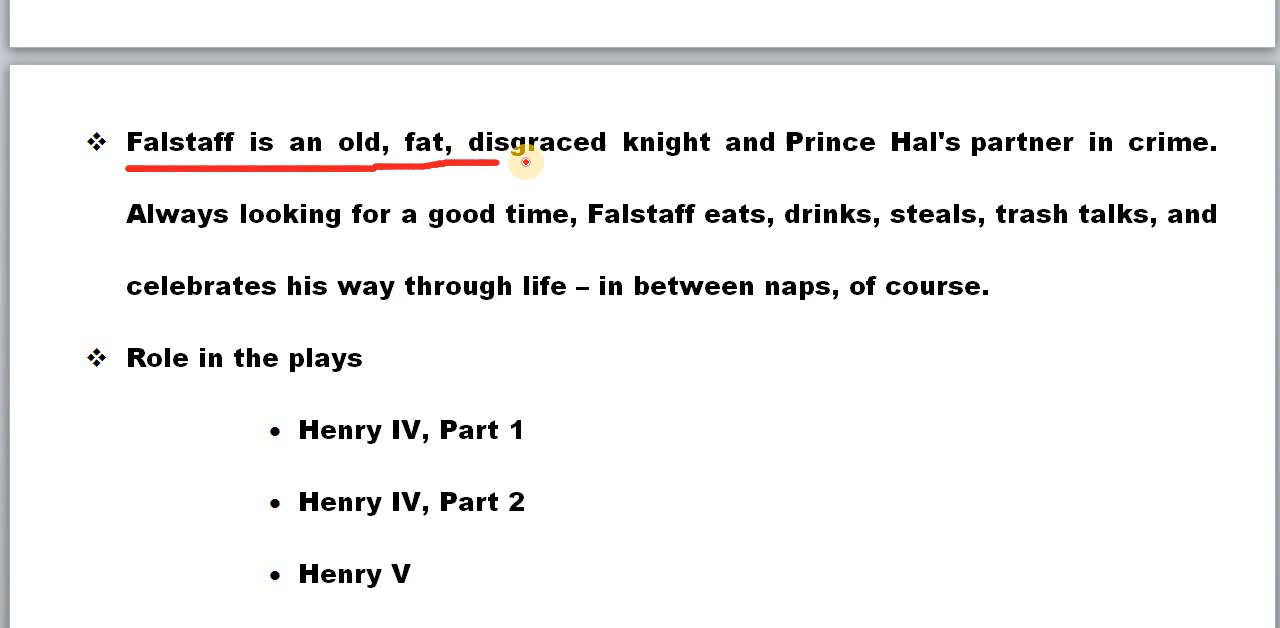 ❖ Falstaff is an old, fat, disgraced knight and Prince Hal's partner in crime.
Always looking for a good time, Falstaff eats, drinks, steals, trash talks, and
celebrates his way through life – in between naps, of course.
❖ Role in the plays
• Henry IV, Part 1
• Henry IV, Part 2
• Henry V